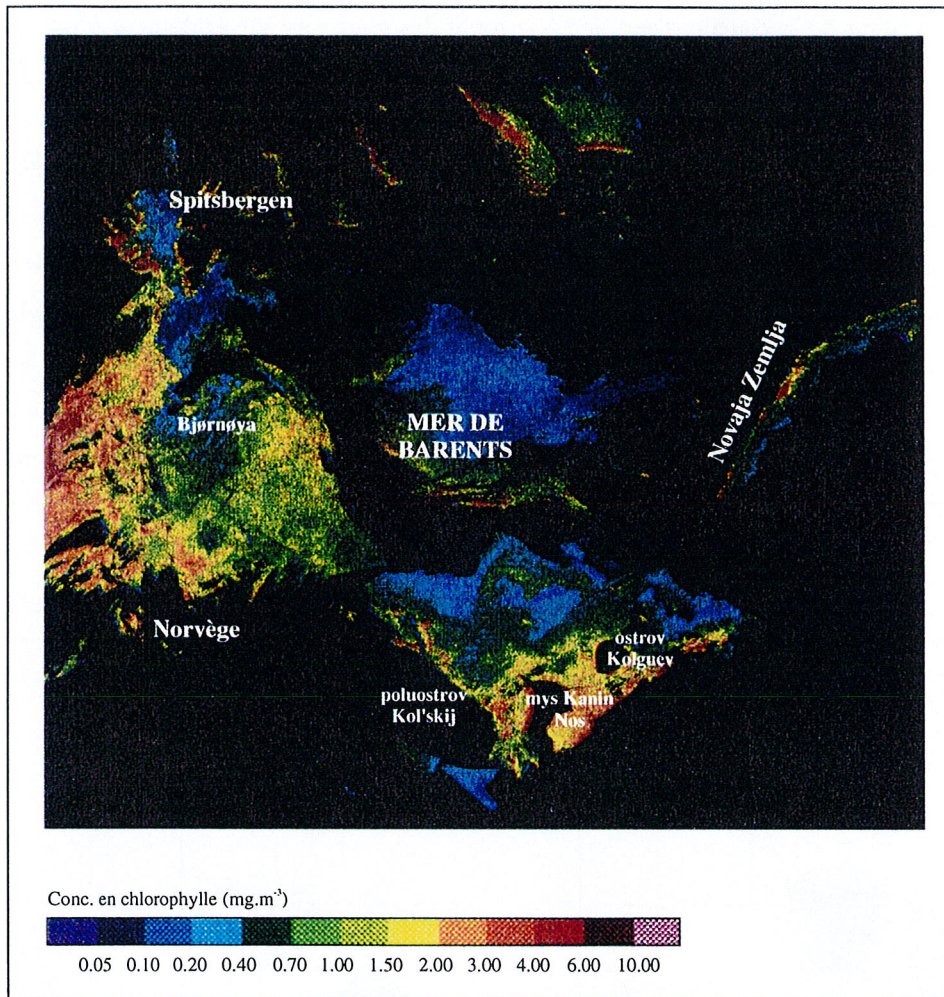 Spitsbergen
Novaja Zemlja
Bjørnøya
MER DE
BARENTS
Norvège
ostrov
Kolguev
poluostrov
Kol'skij
mys Kanin
Nos
Conc. en chlorophylle (mg.m⁻³)
0.05 0.10 0.20 0.40 0.70 1.00 1.50 2.00 3.00 4.00 6.00 10.00